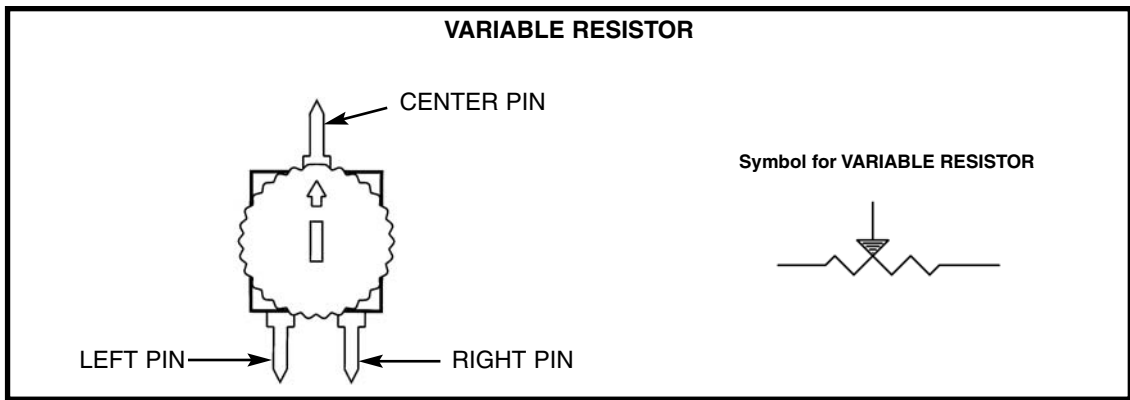 VARIABLE RESISTOR
CENTER PIN
Symbol for VARIABLE RESISTOR
LEFT PIN
RIGHT PIN